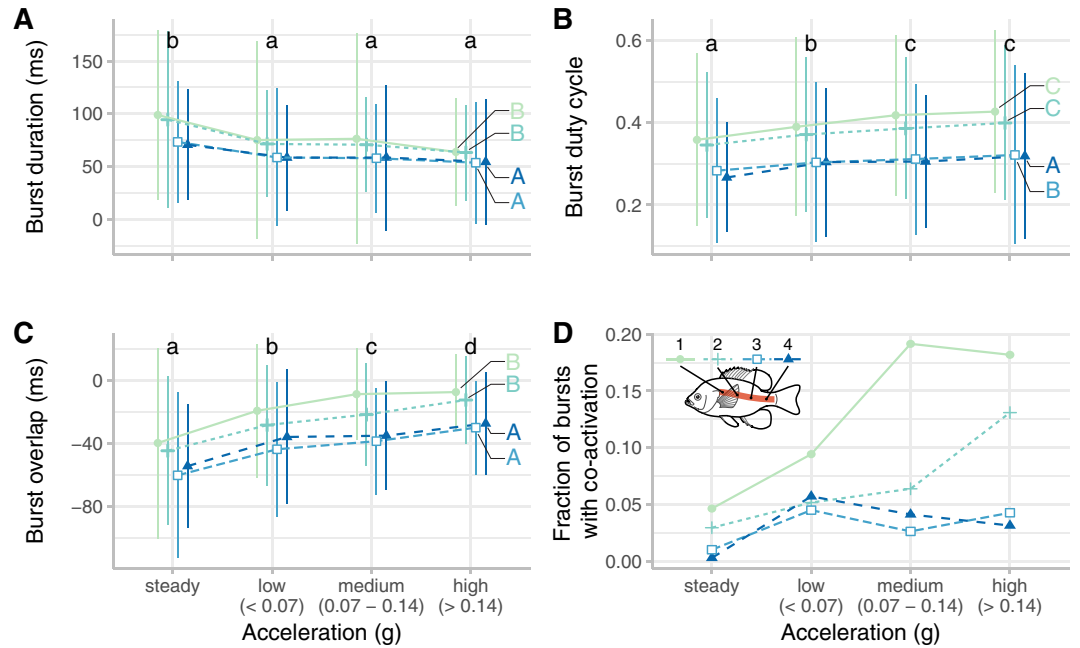 A
Burst duration (ms)
150
100
50
0
b a a a
B
B
A
A
B
Burst duty cycle
0.6
0.4
0.2
a b c c
C
C
A
B
C
Burst overlap (ms)
0
−40
−80
a b c d
B
B
A
A
steady low medium high
(< 0.07) (0.07 − 0.14) (> 0.14)
Acceleration (g)
D
Fraction of bursts
with co-activation
0.20
0.15
0.10
0.05
0.00
1 2 3 4
steady low medium high
(< 0.07) (0.07 − 0.14) (> 0.14)
Acceleration (g)